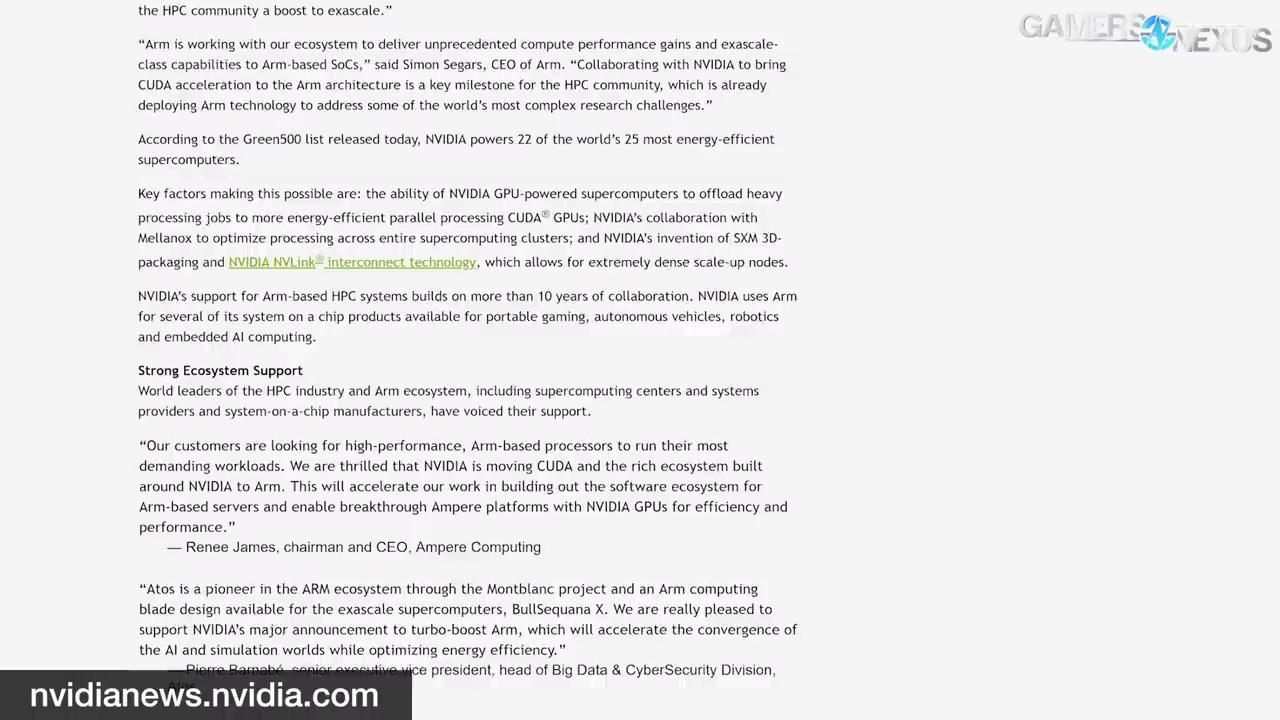 the HPC community a boost to exascale.”
GAMERS NEXUS
“Arm is working with our ecosystem to deliver unprecedented compute performance gains and exascale-
class capabilities to Arm-based SoCs,” said Simon Segars, CEO of Arm. “Collaborating with NVIDIA to bring
CUDA acceleration to the Arm architecture is a key milestone for the HPC community, which is already
deploying Arm technology to address some of the world’s most complex research challenges.”
According to the Green500 list released today, NVIDIA powers 22 of the world’s 25 most energy-efficient
supercomputers.
Key factors making this possible are: the ability of NVIDIA GPU-powered supercomputers to offload heavy
processing jobs to more energy-efficient parallel processing CUDA® GPUs; NVIDIA’s collaboration with
Mellanox to optimize processing across entire supercomputing clusters; and NVIDIA’s invention of SXM 3D-
packaging and NVIDIA NVLink® interconnect technology, which allows for extremely dense scale-up nodes.
NVIDIA’s support for Arm-based HPC systems builds on more than 10 years of collaboration. NVIDIA uses Arm
for several of its system on a chip products available for portable gaming, autonomous vehicles, robotics
and embedded AI computing.
Strong Ecosystem Support
World leaders of the HPC industry and Arm ecosystem, including supercomputing centers and systems
providers and system-on-a-chip manufacturers, have voiced their support.
“Our customers are looking for high-performance, Arm-based processors to run their most
demanding workloads. We are thrilled that NVIDIA is moving CUDA and the rich ecosystem built
around NVIDIA to Arm. This will accelerate our work in building out the software ecosystem for
Arm-based servers and enable breakthrough Ampere platforms with NVIDIA GPUs for efficiency and
performance.”
— Renee James, chairman and CEO, Ampere Computing
“Atos is a pioneer in the ARM ecosystem through the Montblanc project and an Arm computing
blade design available for the exascale supercomputers, BullSequana X. We are really pleased to
support NVIDIA’s major announcement to turbo-boost Arm, which will accelerate the convergence of
the AI and simulation worlds while optimizing energy efficiency.”
— Pierre Barnabé, senior executive vice president, head of Big Data & CyberSecurity Division,
Atos
nvidianews.nvidia.com